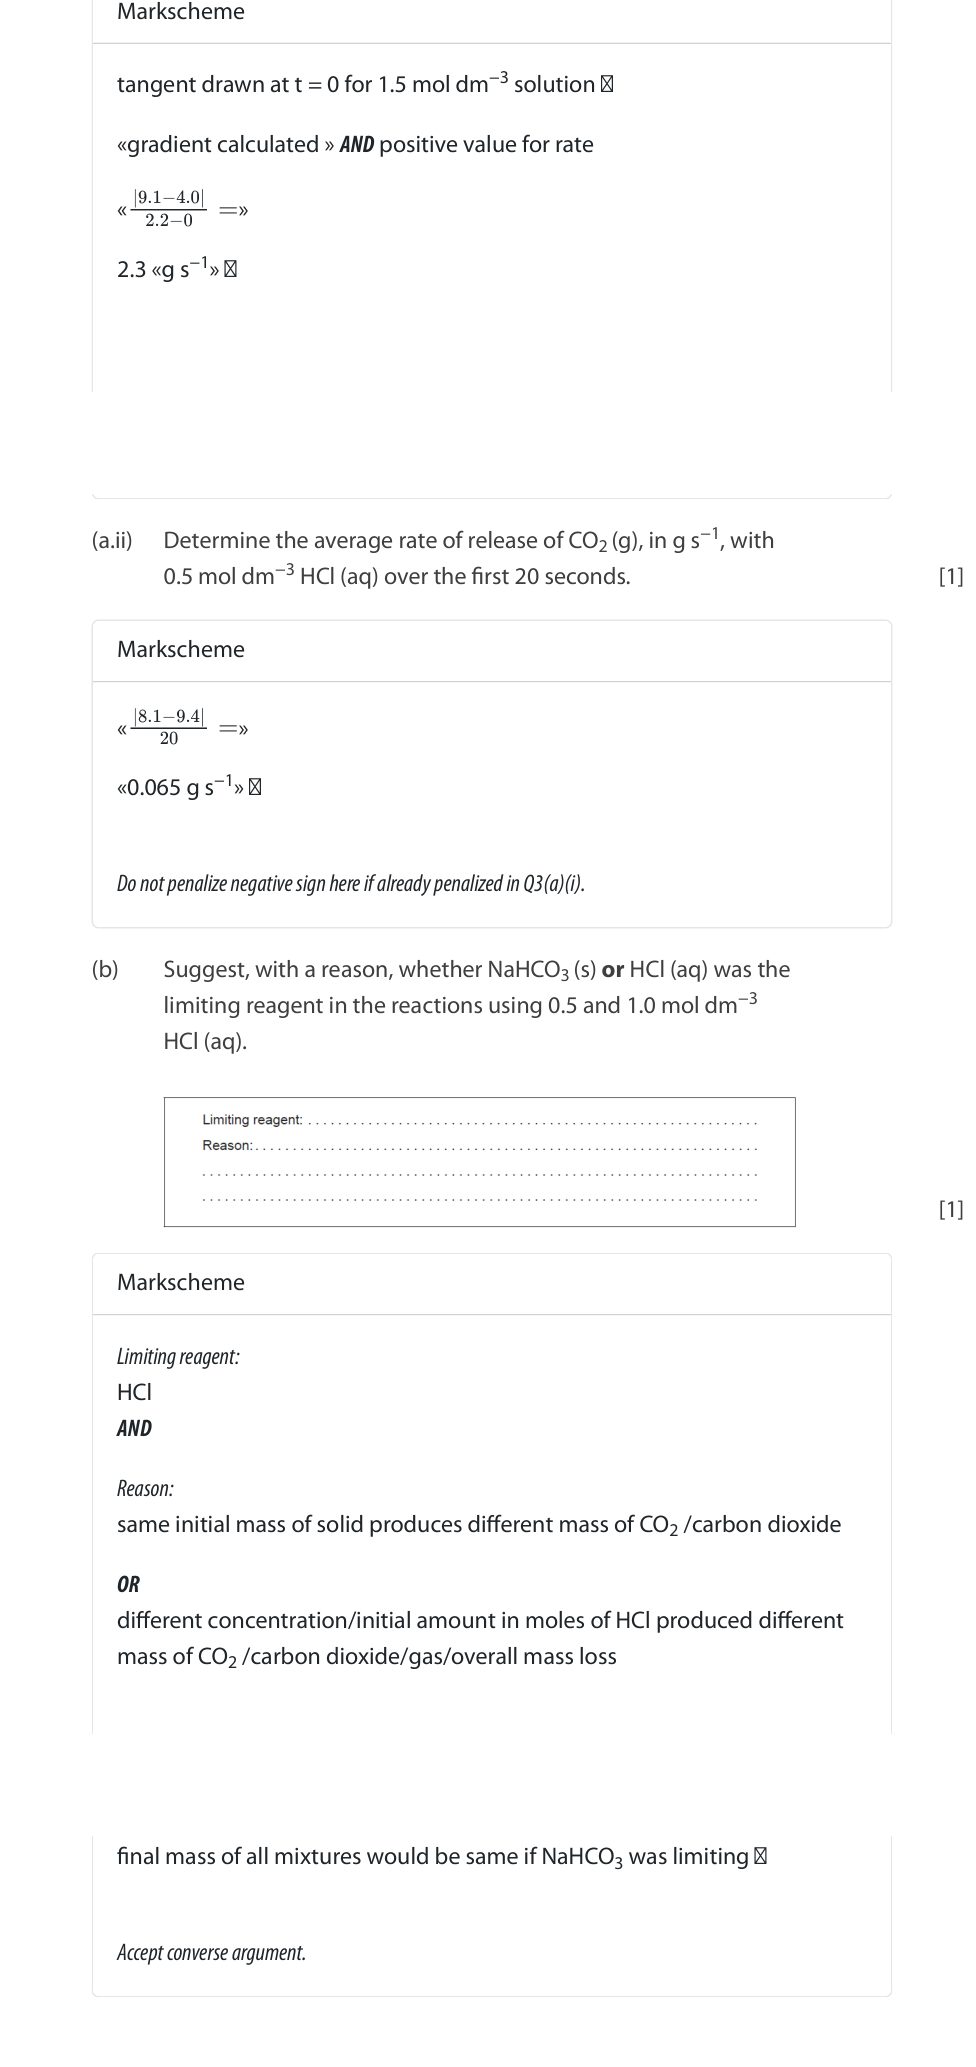 Markscheme
tangent drawn at t = 0 for 1.5 mol dm⁻³ solution ☒
«gradient calculated » AND positive value for rate
« |9.1−4.0| / 2.2−0 =»
2.3 «g s⁻¹» ☒
(a.ii) Determine the average rate of release of CO₂ (g), in g s⁻¹, with
0.5 mol dm⁻³ HCl (aq) over the first 20 seconds. [1]
Markscheme
« |8.1−9.4| / 20 =»
«0.065 g s⁻¹» ☒
Do not penalize negative sign here if already penalized in Q3(a)(i).
(b) Suggest, with a reason, whether NaHCO₃ (s) or HCl (aq) was the
limiting reagent in the reactions using 0.5 and 1.0 mol dm⁻³
HCl (aq).
Limiting reagent:
Reason:
[1]
Markscheme
Limiting reagent:
HCl
AND
Reason:
same initial mass of solid produces different mass of CO₂ /carbon dioxide
OR
different concentration/initial amount in moles of HCl produced different
mass of CO₂ /carbon dioxide/gas/overall mass loss
final mass of all mixtures would be same if NaHCO₃ was limiting ☒
Accept converse argument.